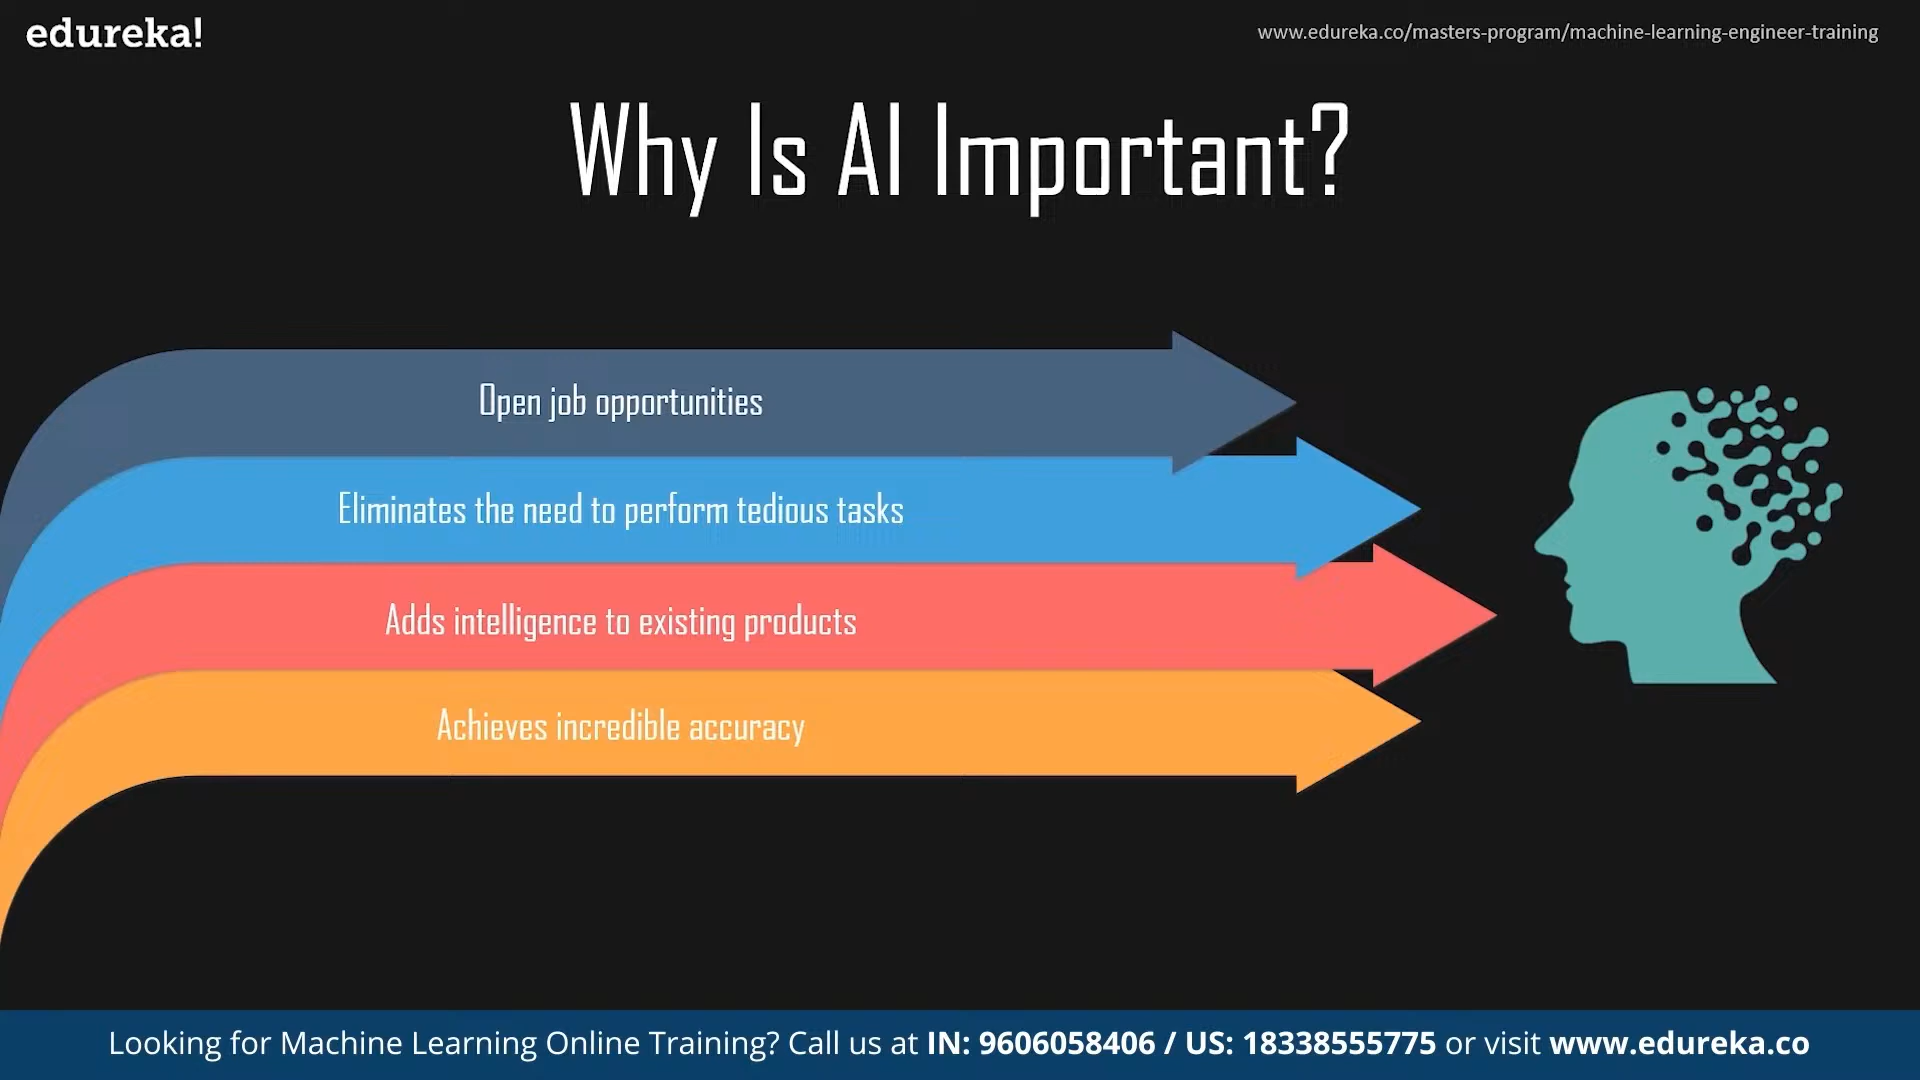 edureka!
www.edureka.co/masters-program/machine-learning-engineer-training
Why Is AI Important?
Open job opportunities
Eliminates the need to perform tedious tasks
Adds intelligence to existing products
Achieves incredible accuracy
Looking for Machine Learning Online Training? Call us at IN: 9606058406 / US: 18338555775 or visit www.edureka.co